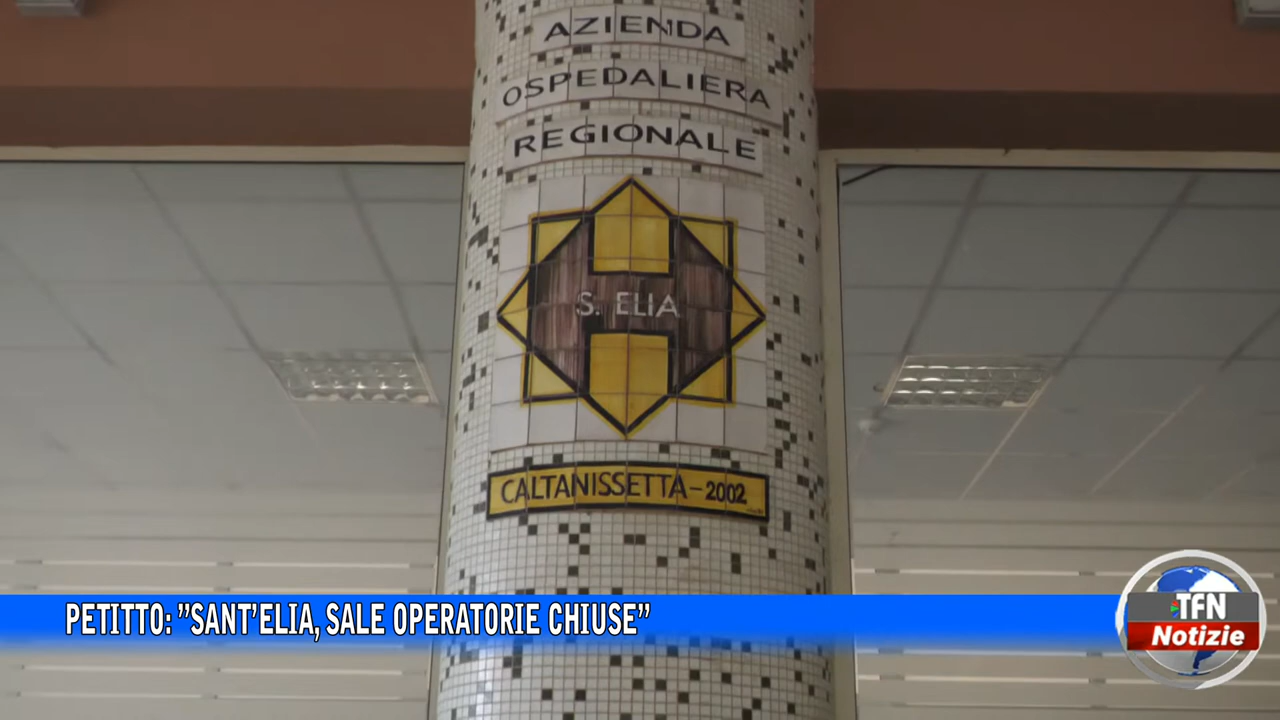 AZIENDA
OSPEDALIERA
REGIONALE
S. ELIA
CALTANISSETTA-2002
PETITTO: ”SANT'ELIA, SALE OPERATORIE CHIUSE”
TFN
Notizie